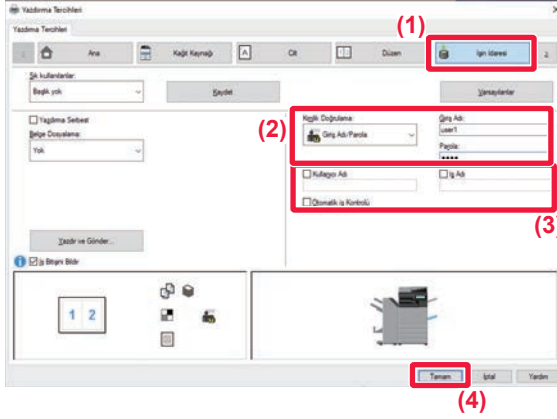 Yazdırma Tercihleri
Yazdırma Tercihleri
(1)
Ana
Kağıt Kaynağı
Cilt
Düzen
İşin İdaresi
Sık kullanılanlar:
Başlık yok
Kaydet
Varsayılanlar
(2)
Yazdırma Serbest
Belge Dosyalama:
Yok
Kimlik Doğrulama:
Giriş Adı/Parola
Giriş Adı:
user1
Parola:
••••
Kullanıcı Adı
İş Adı
Otomatik iş Kontrolü
(3)
Yazdır ve Gönder...
İş Bitişini Bildir
1 2
Tamam
İptal
Yardım
(4)